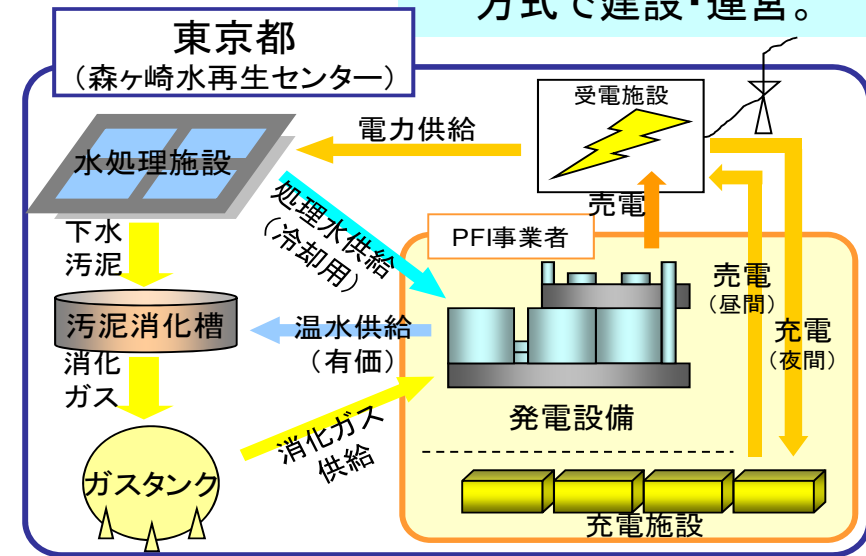 方式で建設・運営。
東京都
（森ヶ崎水再生センター）
受電施設
電力供給
水処理施設
処理水供給
（冷却用）
売電
下水
汚泥
PFI事業者
売電
（昼間）
汚泥消化槽
温水供給
（有価）
充電
（夜間）
消化
ガス
発電設備
消化ガス
供給
ガスタンク
充電施設